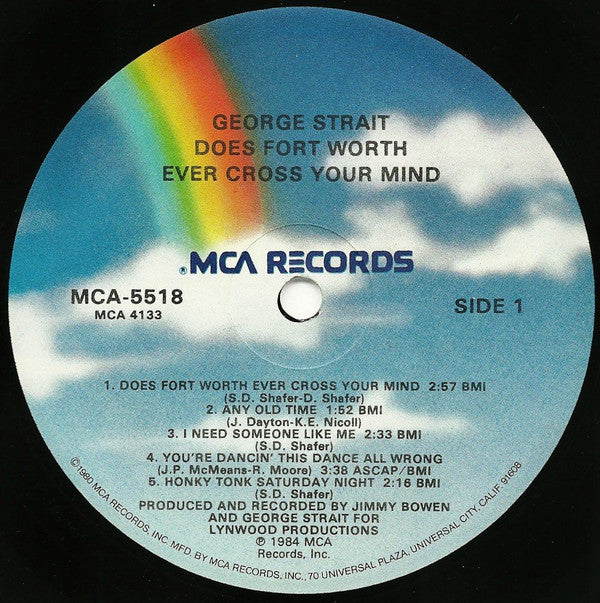 GEORGE STRAIT
DOES FORT WORTH
EVER CROSS YOUR MIND
®MCA RECORDS
MCA-5518
MCA 4133
SIDE 1
1. DOES FORT WORTH EVER CROSS YOUR MIND 2:57 BMI
(S.D. Shafer-D. Shafer)
2. ANY OLD TIME 1:52 BMI
(J. Dayton-K.E. Nicoll)
3. I NEED SOMEONE LIKE ME 2:33 BMI
(S.D. Shafer)
4. YOU'RE DANCIN' THIS DANCE ALL WRONG
(J.P. McMeans-R. Moore) 3:38 ASCAP/BMI
5. HONKY TONK SATURDAY NIGHT 2:16 BMI
(S.D. Shafer)
PRODUCED AND RECORDED BY JIMMY BOWEN
AND GEORGE STRAIT FOR
LYNWOOD PRODUCTIONS
℗ 1984 MCA
Records, Inc.
©1980 MCA RECORDS, INC. MFD. BY MCA RECORDS, INC., 70 UNIVERSAL PLAZA, UNIVERSAL CITY, CALIF. 91608